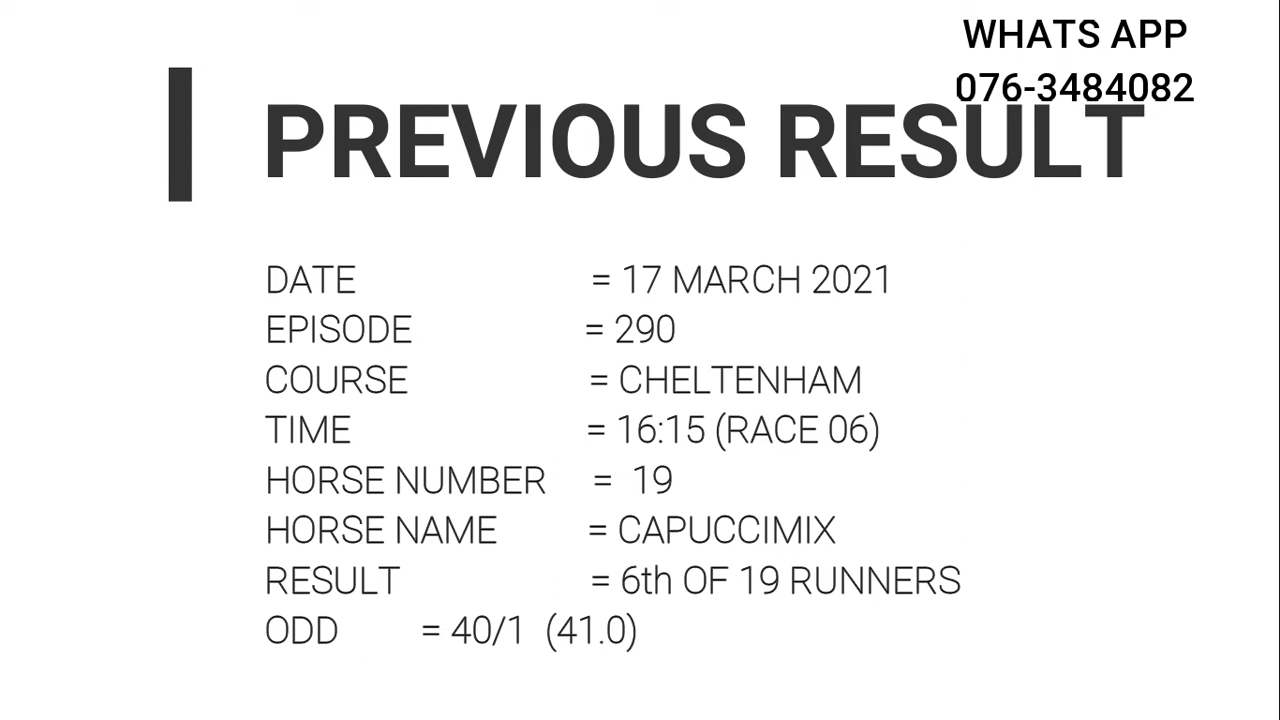 WHATS APP
076-3484082
PREVIOUS RESULT
DATE = 17 MARCH 2021
EPISODE = 290
COURSE = CHELTENHAM
TIME = 16:15 (RACE 06)
HORSE NUMBER = 19
HORSE NAME = CAPUCCIMIX
RESULT = 6th OF 19 RUNNERS
ODD = 40/1 (41.0)